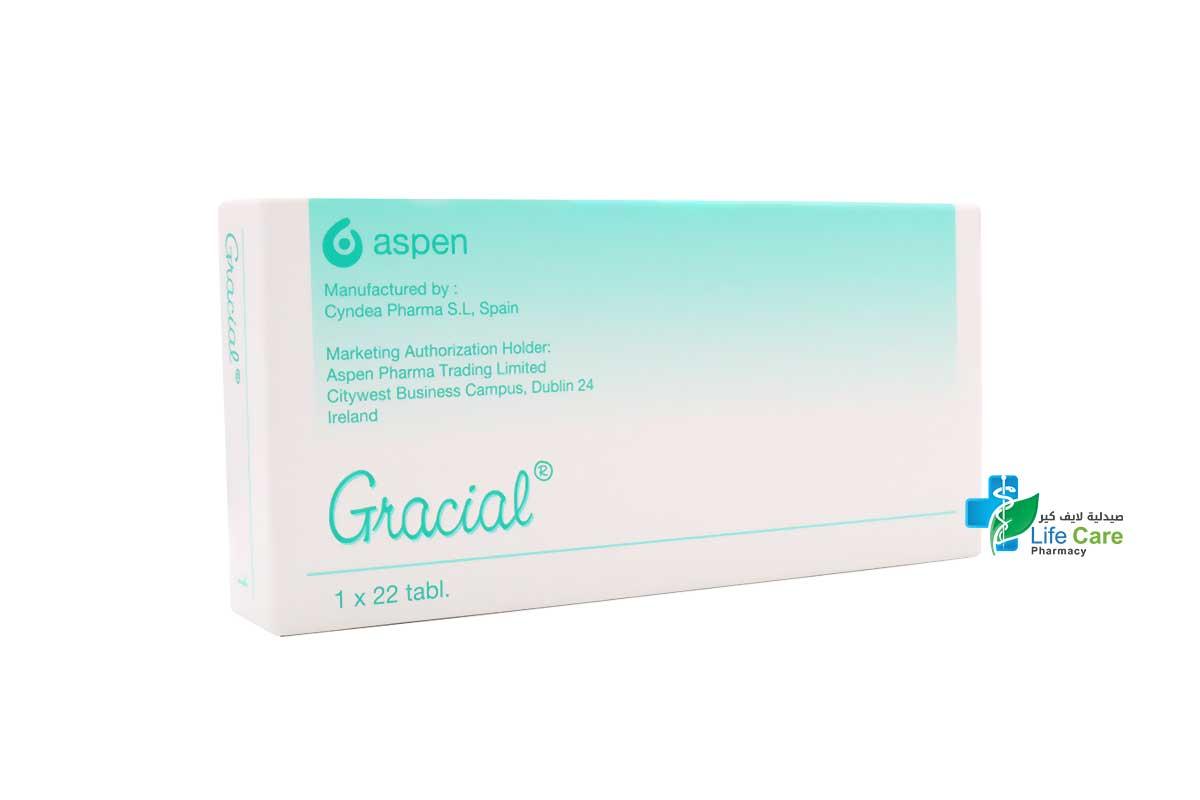 Gracial®
1
aspen
Manufactured by :
Cyndea Pharma S.L, Spain
Marketing Authorization Holder:
Aspen Pharma Trading Limited
Citywest Business Campus, Dublin 24
Ireland
Gracial®
1 x 22 tabl.
صيدلية لايف كير
Life Care
Pharmacy